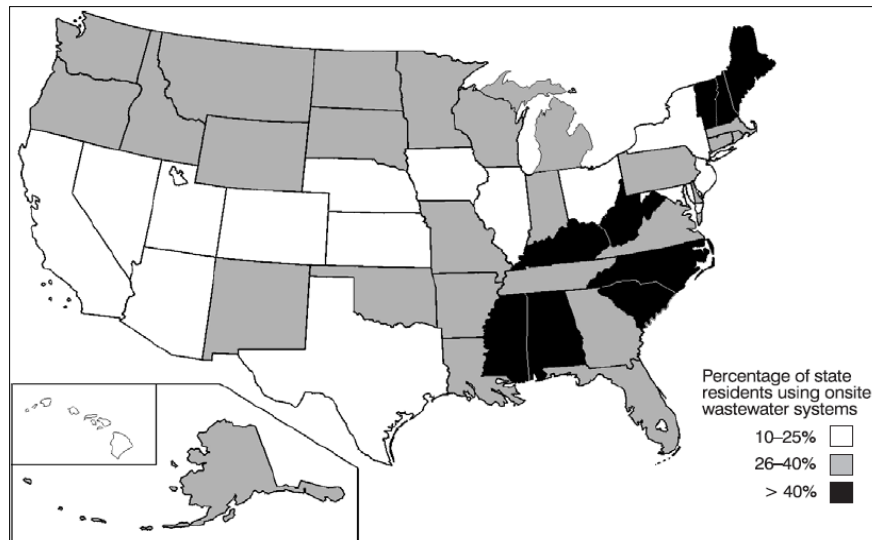 Percentage of state
residents using onsite
wastewater systems
10–25%
26–40%
> 40%